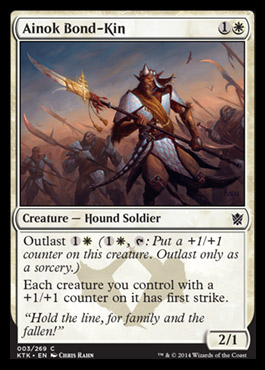 Ainok Bond-Kin 1
Creature — Hound Soldier
Outlast 1 (1, : Put a +1/+1
counter on this creature. Outlast only as
a sorcery.)
Each creature you control with a
+1/+1 counter on it has first strike.
"Hold the line, for family and the
fallen!"
2/1
003/269 C
KTK • EN Chris Rahn
™ & © 2014 Wizards of the Coast